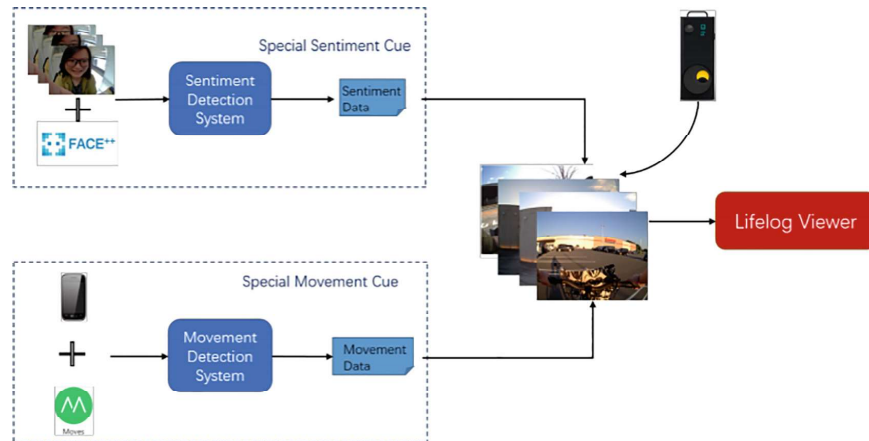 Special Sentiment Cue
Sentiment
Detection
System
Sentiment
Data
FACE++
Lifelog Viewer
Special Movement Cue
Movement
Detection
System
Movement
Data
Moves